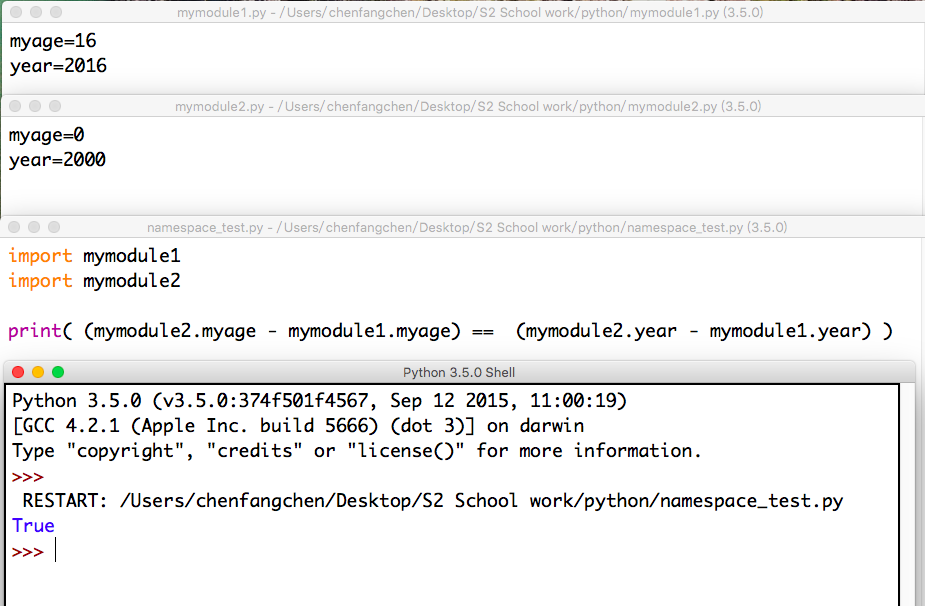 mymodule1.py - /Users/chenfangchen/Desktop/S2 School work/python/mymodule1.py (3.5.0)
myage=16
year=2016
mymodule2.py - /Users/chenfangchen/Desktop/S2 School work/python/mymodule2.py (3.5.0)
myage=0
year=2000
namespace_test.py - /Users/chenfangchen/Desktop/S2 School work/python/namespace_test.py (3.5.0)
import mymodule1
import mymodule2
print( (mymodule2.myage - mymodule1.myage) ==  (mymodule2.year - mymodule1.year) )
Python 3.5.0 Shell
Python 3.5.0 (v3.5.0:374f501f4567, Sep 12 2015, 11:00:19)
[GCC 4.2.1 (Apple Inc. build 5666) (dot 3)] on darwin
Type "copyright", "credits" or "license()" for more information.
>>>
 RESTART: /Users/chenfangchen/Desktop/S2 School work/python/namespace_test.py
True
>>>